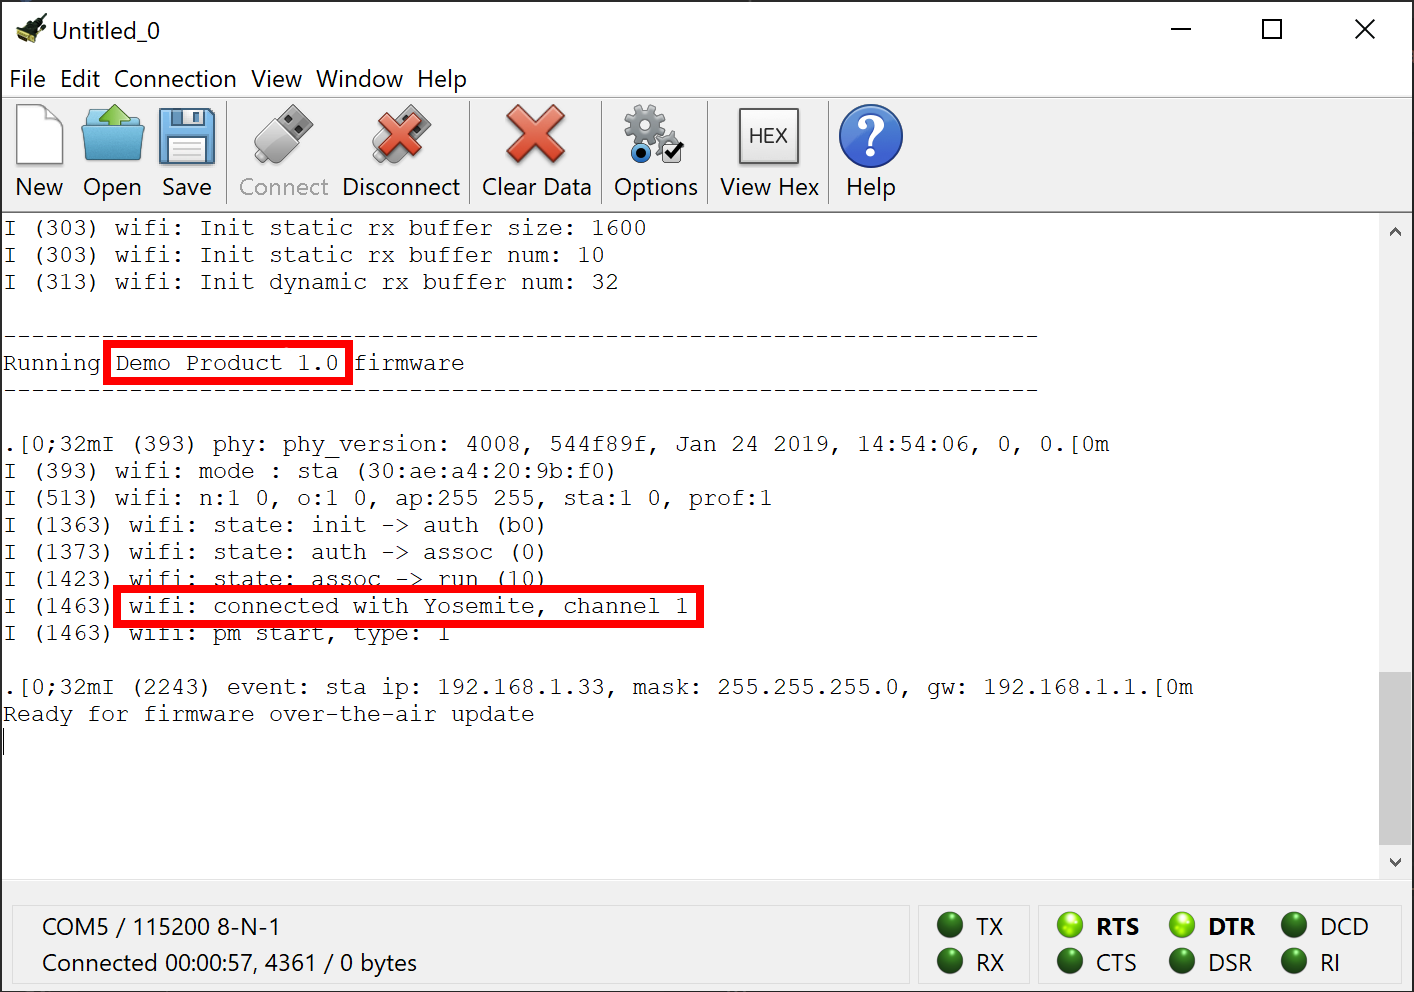 Untitled_0
File Edit Connection View Window Help
New Open Save Connect Disconnect Clear Data Options HEX View Hex ? Help
I (303) wifi: Init static rx buffer size: 1600
I (303) wifi: Init static rx buffer num: 10
I (313) wifi: Init dynamic rx buffer num: 32
--------------------------------------------------------------------------
Running Demo Product 1.0 firmware
--------------------------------------------------------------------------
.[0;32mI (393) phy: phy_version: 4008, 544f89f, Jan 24 2019, 14:54:06, 0, 0.[0m
I (393) wifi: mode : sta (30:ae:a4:20:9b:f0)
I (513) wifi: n:1 0, o:1 0, ap:255 255, sta:1 0, prof:1
I (1363) wifi: state: init -> auth (b0)
I (1373) wifi: state: auth -> assoc (0)
I (1423) wifi: state: assoc -> run (10)
I (1463) wifi: connected with Yosemite, channel 1
I (1463) wifi: pm start, type: 1
.[0;32mI (2243) event: sta ip: 192.168.1.33, mask: 255.255.255.0, gw: 192.168.1.1.[0m
Ready for firmware over-the-air update
COM5 / 115200 8-N-1
Connected 00:00:57, 4361 / 0 bytes
TX RTS DTR DCD
RX CTS DSR RI